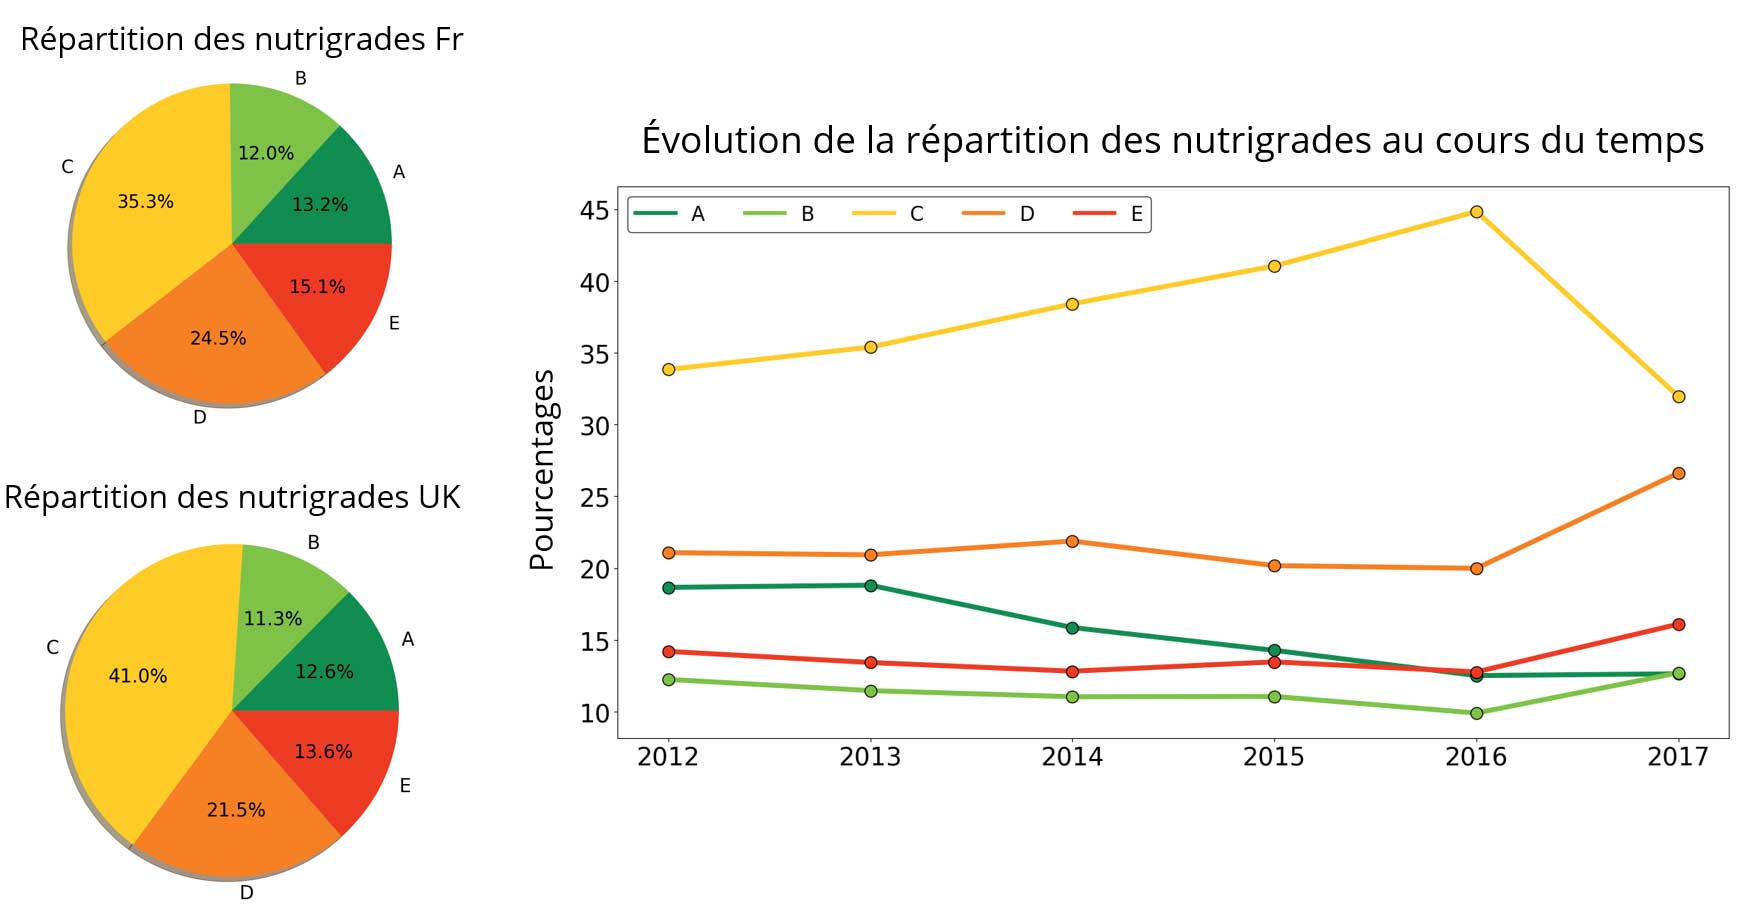 Répartition des nutrigrades Fr
B
12.0%
A
C
35.3%
13.2%
15.1%
E
24.5%
D
Répartition des nutrigrades UK
B
11.3%
A
C
41.0%
12.6%
13.6%
E
21.5%
D
Évolution de la répartition des nutrigrades au cours du temps
A B C D E
Pourcentages
45
40
35
30
25
20
15
10
2012 2013 2014 2015 2016 2017